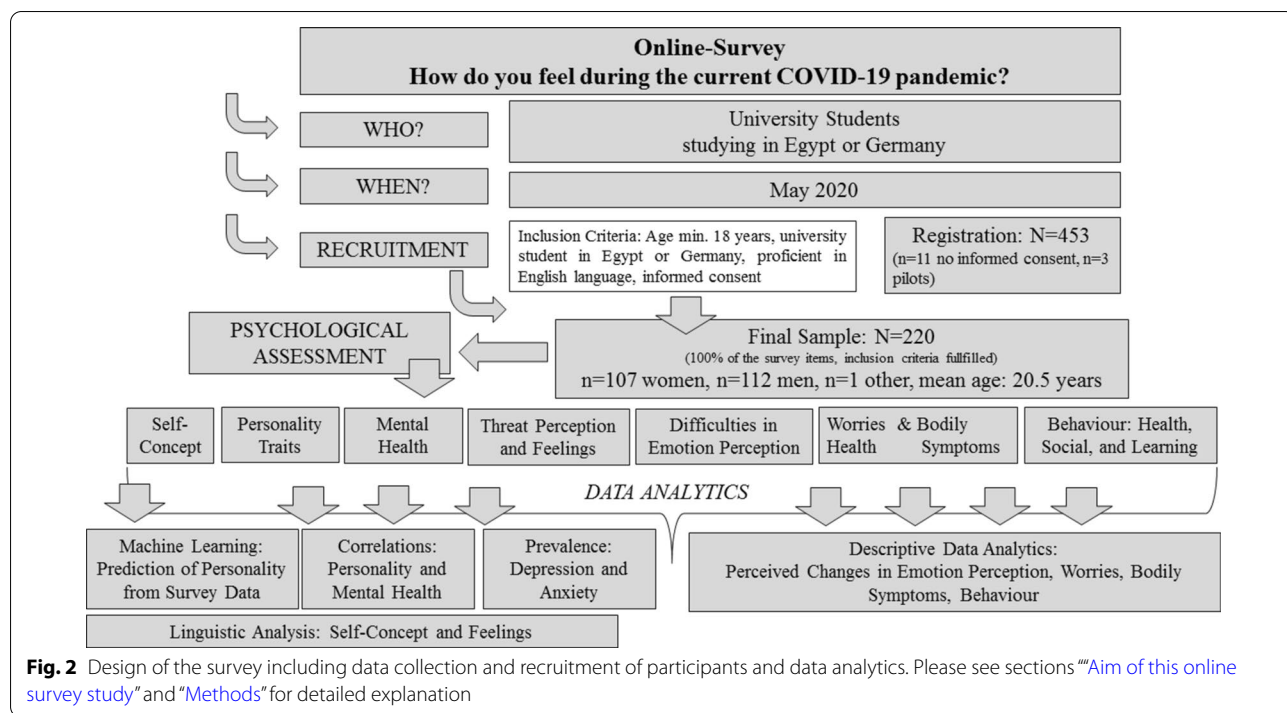 Online-Survey
How do you feel during the current COVID-19 pandemic?
WHO?
University Students
studying in Egypt or Germany
WHEN?
May 2020
RECRUITMENT
Inclusion Criteria: Age min. 18 years, university
student in Egypt or Germany, proficient in
English language, informed consent
Registration: N=453
(n=11 no informed consent, n=3
pilots)
PSYCHOLOGICAL
ASSESSMENT
Final Sample: N=220
(100% of the survey items, inclusion criteria fullfilled)
n=107 women, n=112 men, n=1 other, mean age: 20.5 years
Self-
Concept
Personality
Traits
Mental
Health
Threat Perception
and Feelings
Difficulties in
Emotion Perception
Worries & Bodily
Health Symptoms
Behaviour: Health,
Social, and Learning
DATA ANALYTICS
Machine Learning:
Prediction of Personality
from Survey Data
Correlations:
Personality and
Mental Health
Prevalence:
Depression and
Anxiety
Descriptive Data Analytics:
Perceived Changes in Emotion Perception, Worries, Bodily
Symptoms, Behaviour
Linguistic Analysis: Self-Concept and Feelings
Fig. 2 Design of the survey including data collection and recruitment of participants and data analytics. Please see sections "“Aim of this online
survey study” and “Methods” for detailed explanation